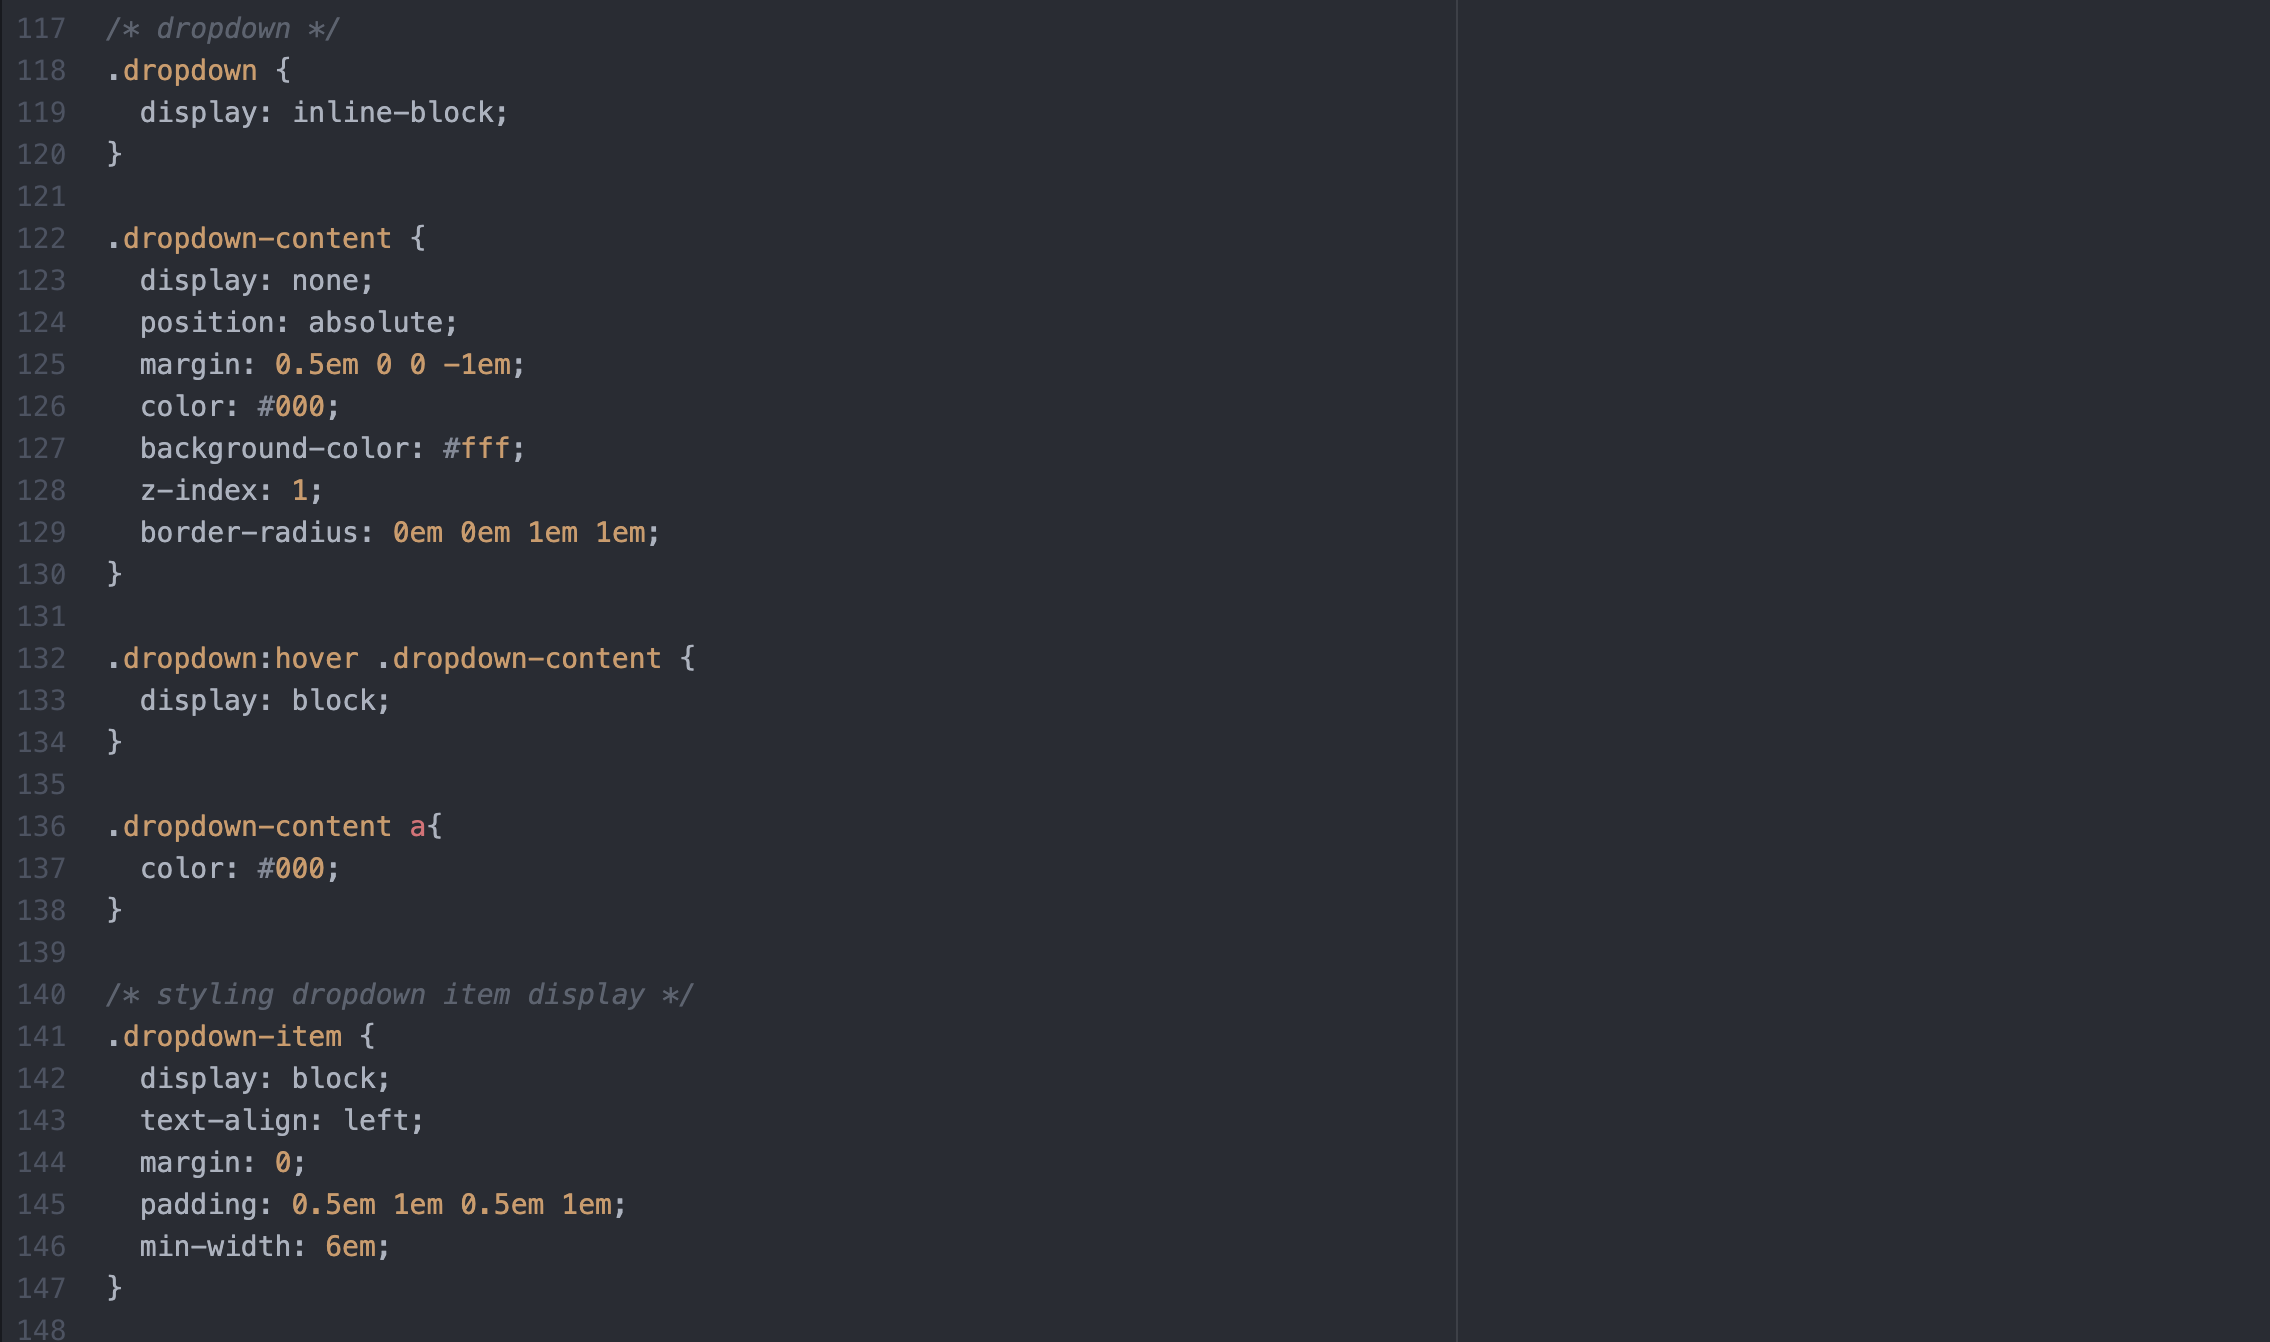 117 /* dropdown */
118 .dropdown {
119   display: inline-block;
120 }
121
122 .dropdown-content {
123   display: none;
124   position: absolute;
125   margin: 0.5em 0 0 -1em;
126   color: #000;
127   background-color: #fff;
128   z-index: 1;
129   border-radius: 0em 0em 1em 1em;
130 }
131
132 .dropdown:hover .dropdown-content {
133   display: block;
134 }
135
136 .dropdown-content a{
137   color: #000;
138 }
139
140 /* styling dropdown item display */
141 .dropdown-item {
142   display: block;
143   text-align: left;
144   margin: 0;
145   padding: 0.5em 1em 0.5em 1em;
146   min-width: 6em;
147 }
148